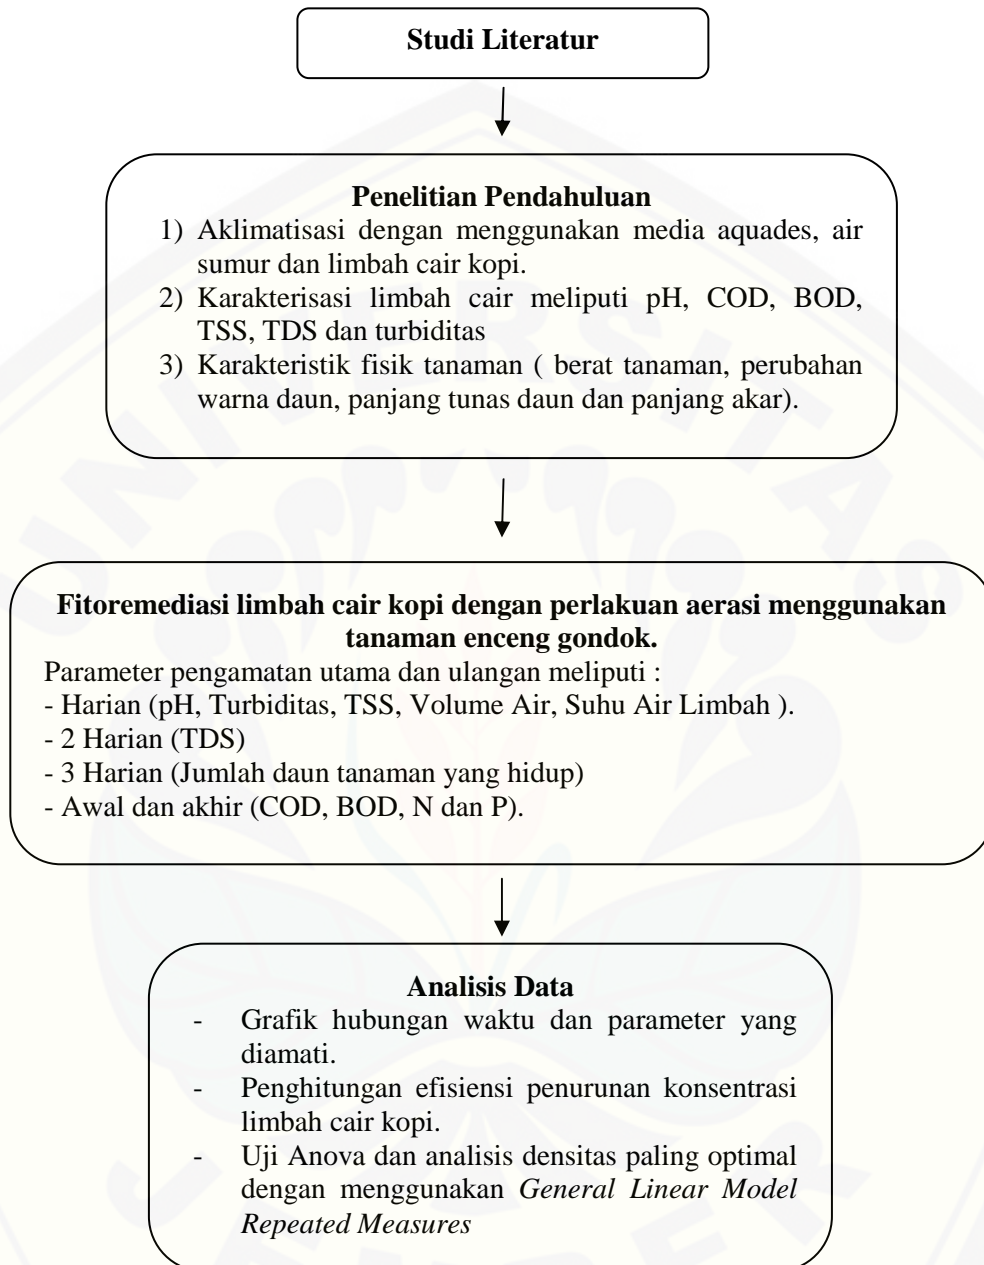 Studi Literatur
Penelitian Pendahuluan
1) Aklimatisasi dengan menggunakan media aquades, air
sumur dan limbah cair kopi.
2) Karakterisasi limbah cair meliputi pH, COD, BOD,
TSS, TDS dan turbiditas
3) Karakteristik fisik tanaman ( berat tanaman, perubahan
warna daun, panjang tunas daun dan panjang akar).
Fitoremediasi limbah cair kopi dengan perlakuan aerasi menggunakan
tanaman enceng gondok.
Parameter pengamatan utama dan ulangan meliputi :
- Harian (pH, Turbiditas, TSS, Volume Air, Suhu Air Limbah ).
- 2 Harian (TDS)
- 3 Harian (Jumlah daun tanaman yang hidup)
- Awal dan akhir (COD, BOD, N dan P).
Analisis Data
- Grafik hubungan waktu dan parameter yang
diamati.
- Penghitungan efisiensi penurunan konsentrasi
limbah cair kopi.
- Uji Anova dan analisis densitas paling optimal
dengan menggunakan General Linear Model
Repeated Measures
UNIVERSITAS
JEMBER